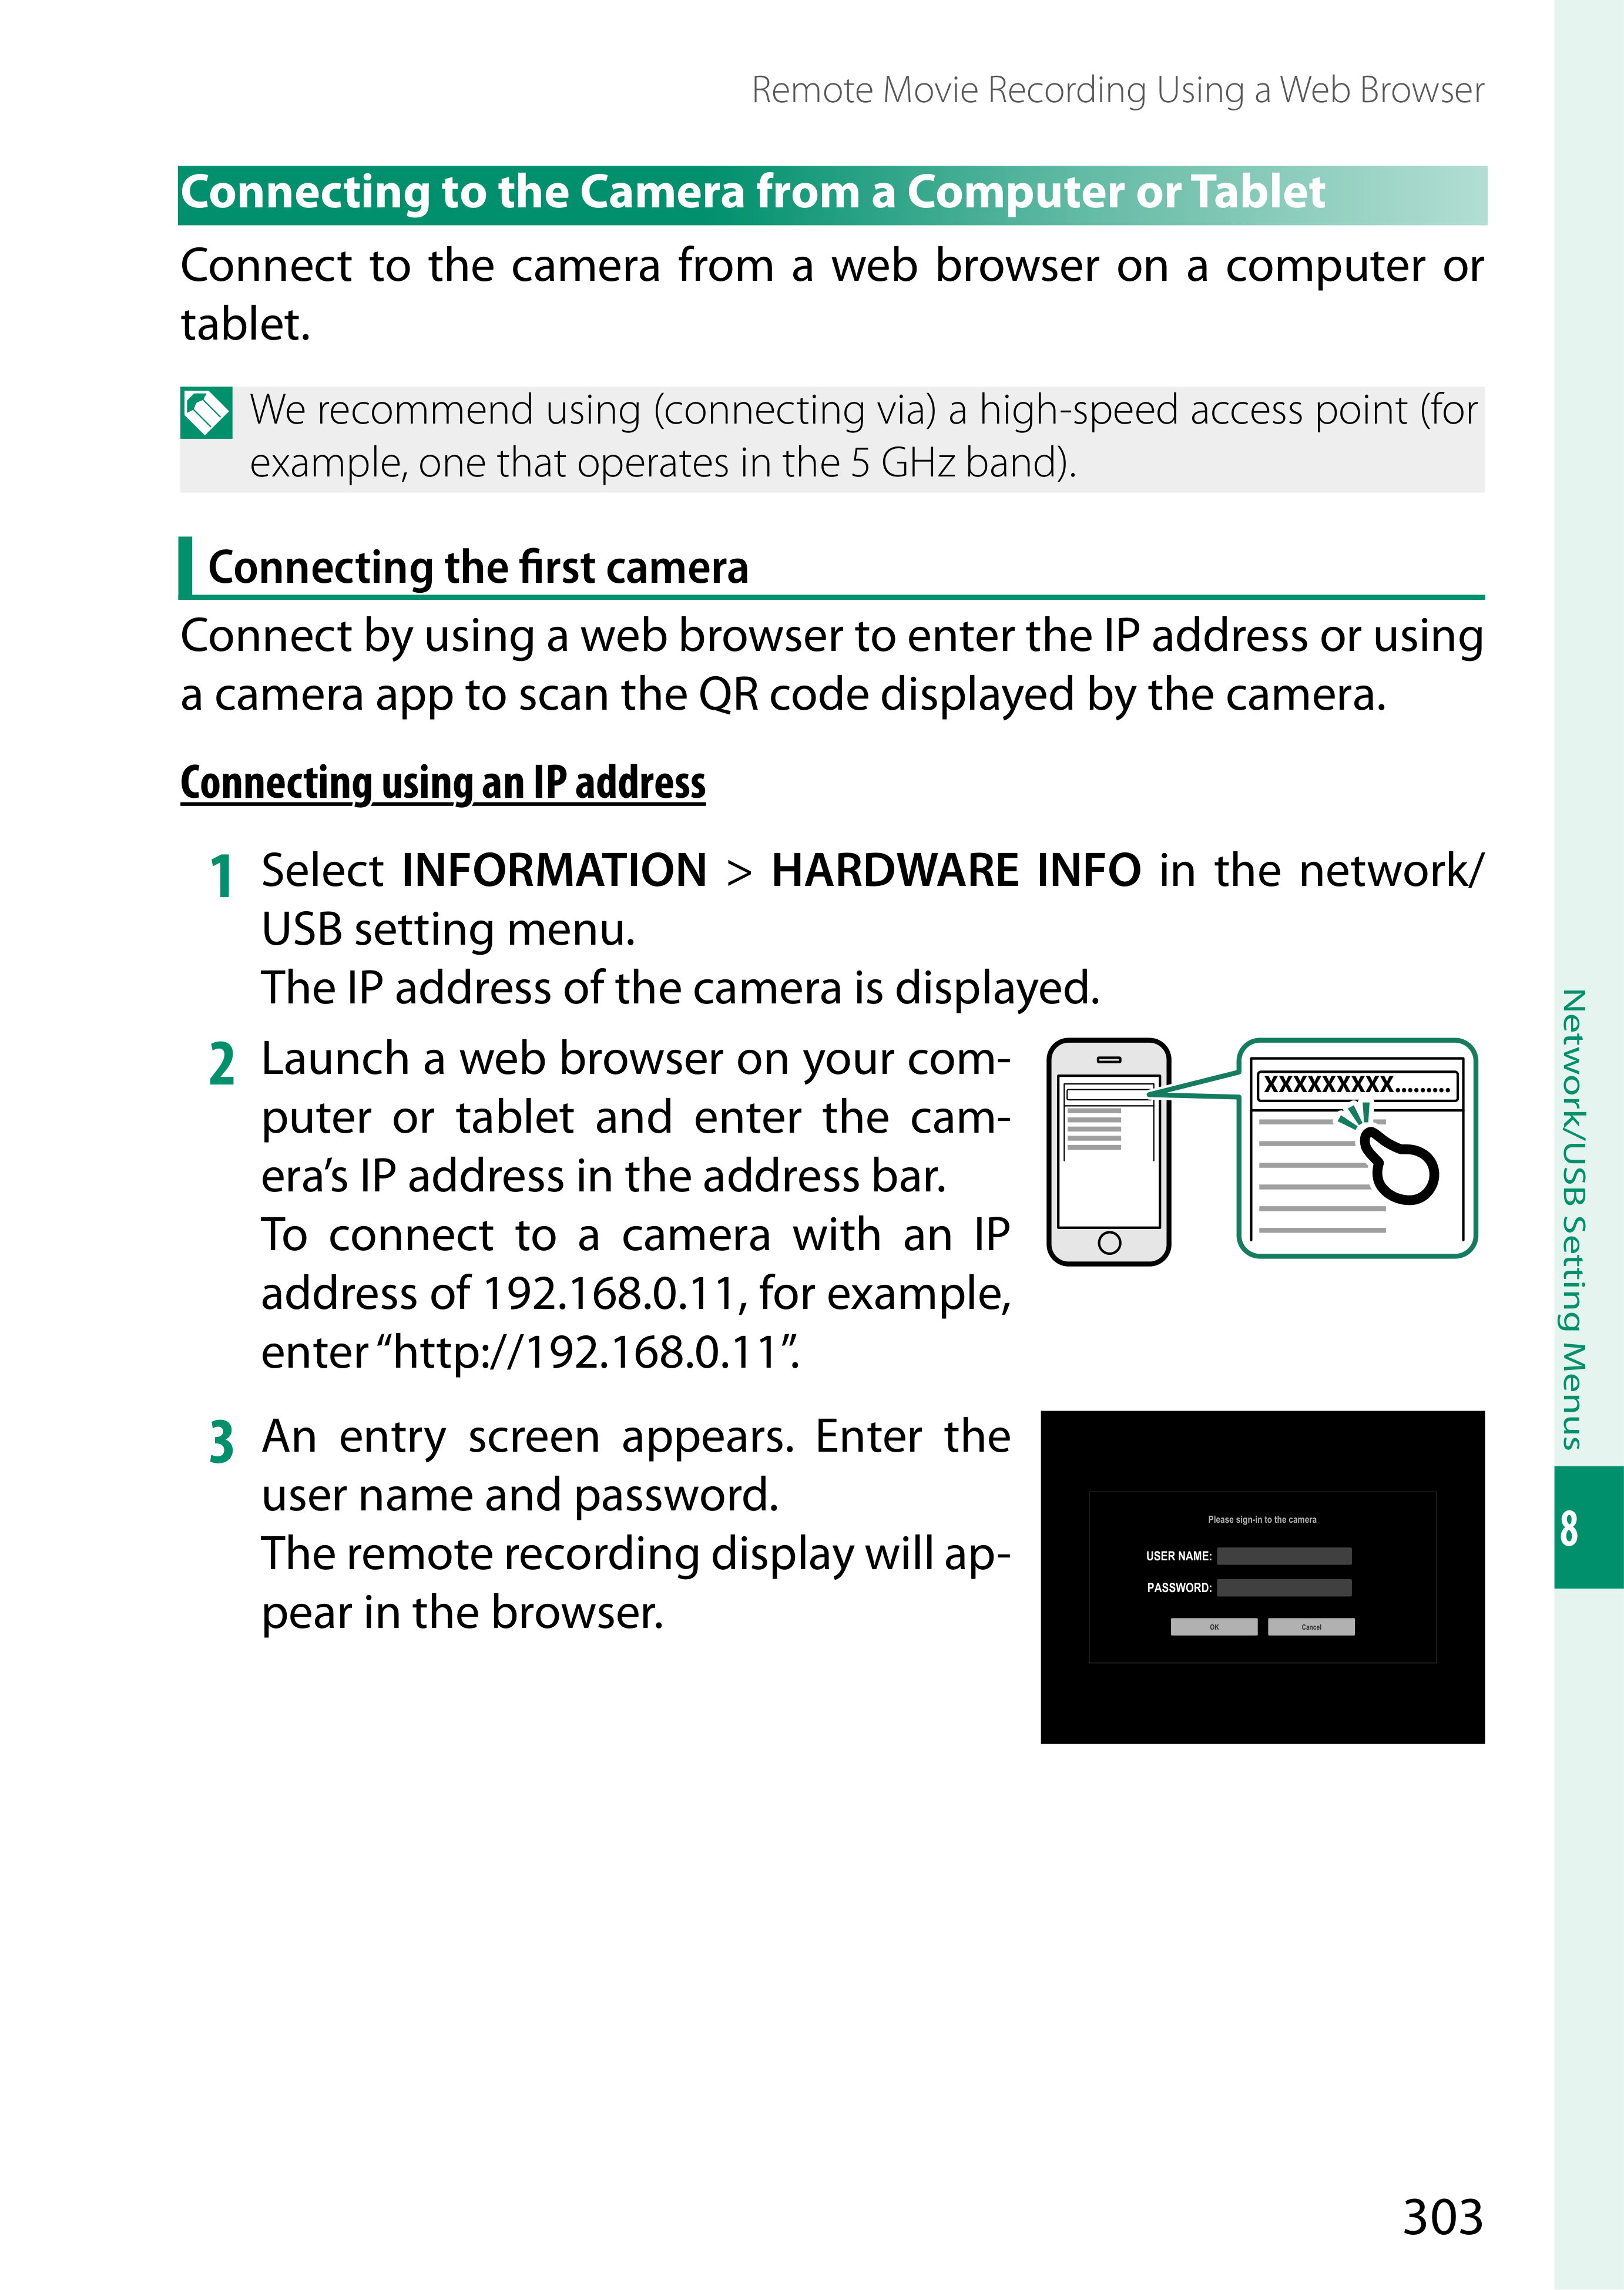 Remote Movie Recording Using a Web Browser
Connecting to the Camera from a Computer or Tablet
Connect to the camera from a web browser on a computer or
tablet.
We recommend using (connecting via) a high-speed access point (for
example, one that operates in the 5 GHz band).
Connecting the first camera
Connect by using a web browser to enter the IP address or using
a camera app to scan the QR code displayed by the camera.
Connecting using an IP address
1 Select INFORMATION > HARDWARE INFO in the network/
USB setting menu.
The IP address of the camera is displayed.
2 Launch a web browser on your com-
puter or tablet and enter the cam-
era’s IP address in the address bar.
To connect to a camera with an IP
address of 192.168.0.11, for example,
enter “http://192.168.0.11”.
XXXXXXXXX.........
3 An entry screen appears. Enter the
user name and password.
The remote recording display will ap-
pear in the browser.
Please sign-in to the camera
USER NAME:
PASSWORD:
OK Cancel
Network/USB Setting Menus
8
303